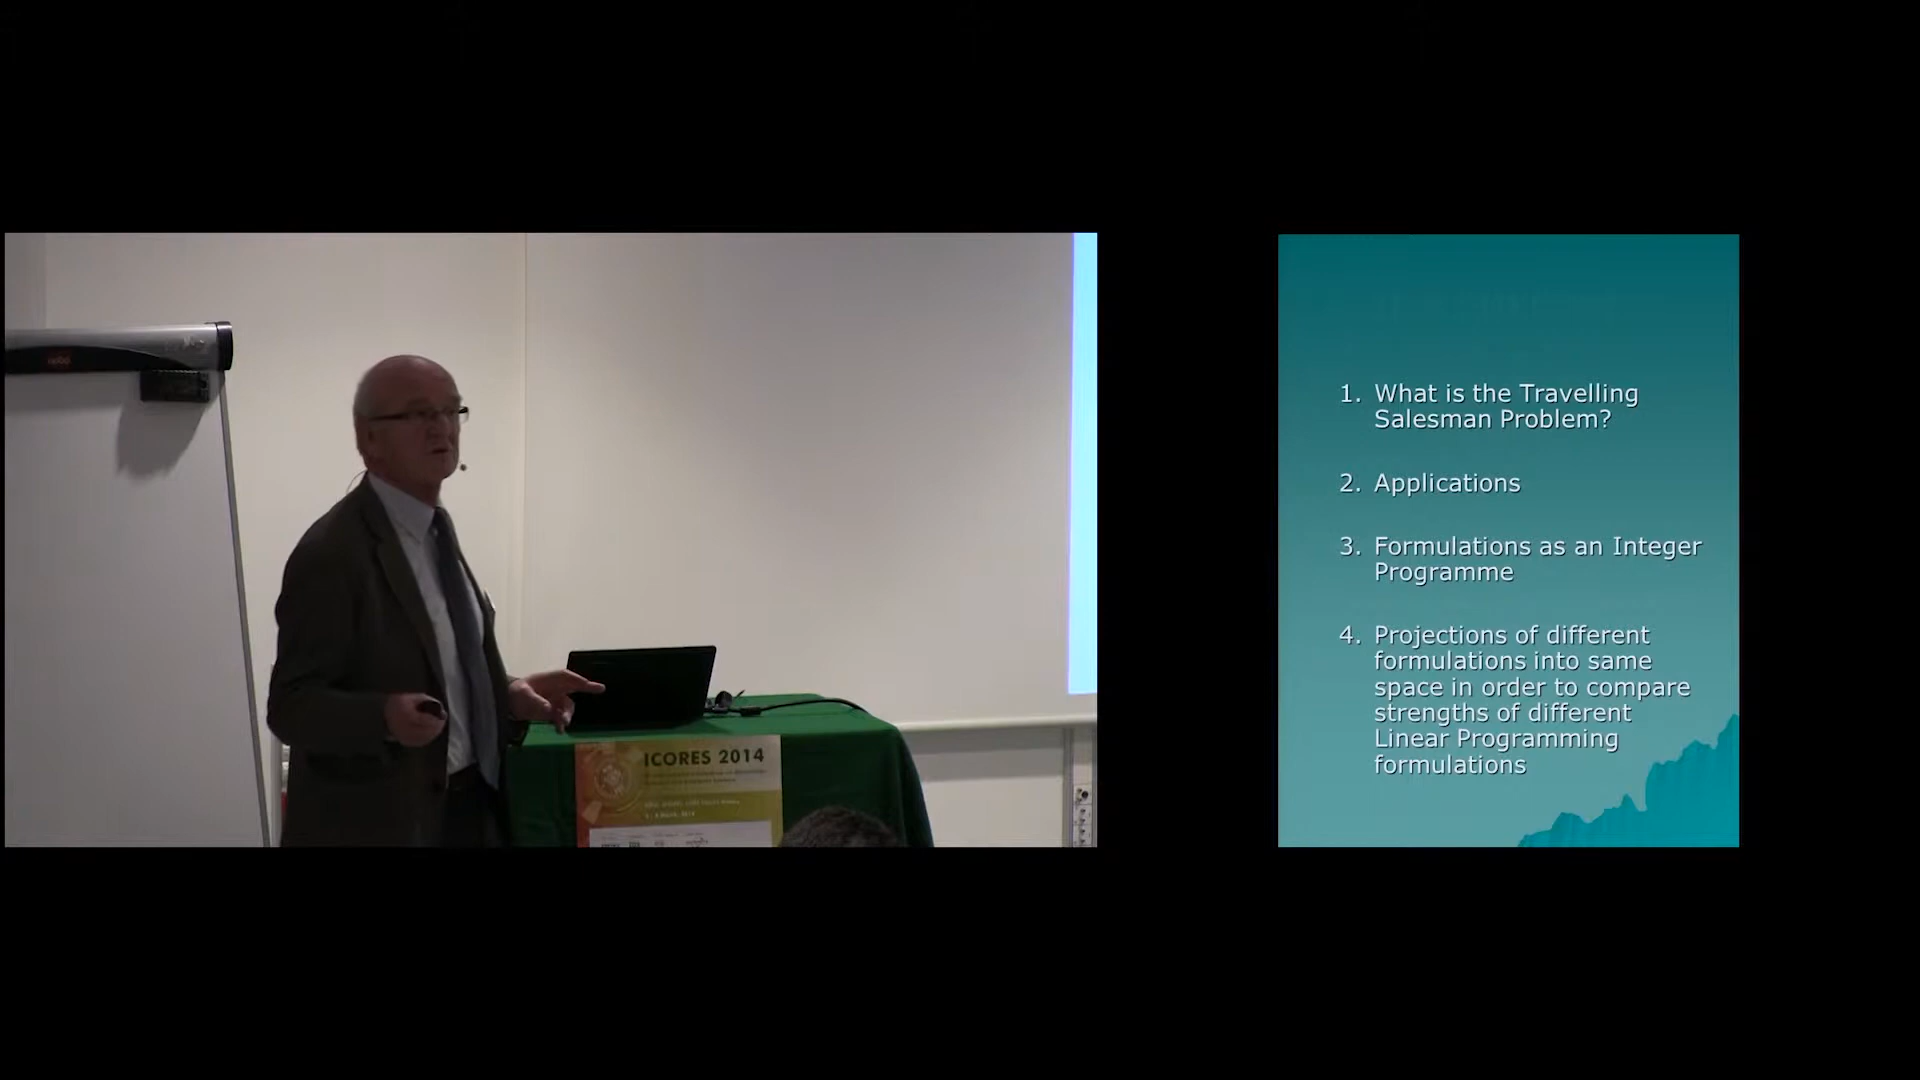 nobo
ICORES 2014
1. What is the Travelling
Salesman Problem?
2. Applications
3. Formulations as an Integer
Programme
4. Projections of different
formulations into same
space in order to compare
strengths of different
Linear Programming
formulations